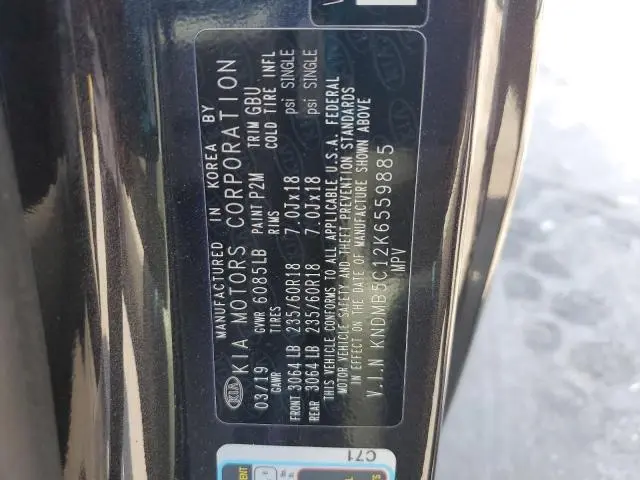 MANUFACTURED IN KOREA BY
KIA KIA MOTORS CORPORATION
03/19 GVWR 6085LB PAINT P2M TRIM GBU
GAWR TIRES RIMS COLD TIRE INFL
FRONT 3064 LB 235/60R18 7.0Jx18 psi SINGLE
REAR 3064 LB 235/60R18 7.0Jx18 psi SINGLE
THIS VEHICLE CONFORMS TO ALL APPLICABLE U.S.A. FEDERAL
MOTOR VEHICLE SAFETY AND THEFT PREVENTION STANDARDS
IN EFFECT ON THE DATE OF MANUFACTURE SHOWN ABOVE
V.I.N KNDMB5C12K6559885
MPV
C71